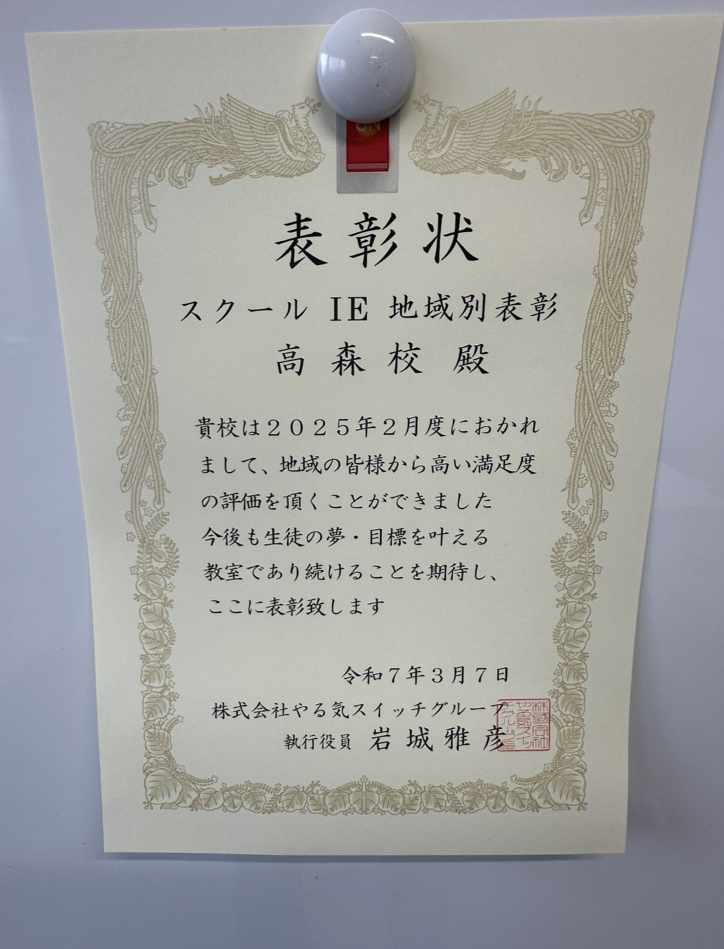 表彰状
スクール IE 地域別表彰
高森校 殿
貴校は２０２５年２月度におかれ
まして、地域の皆様から高い満足度
の評価を頂くことができました
今後も生徒の夢・目標を叶える
教室であり続けることを期待し、
ここに表彰致します
令和７年３月７日
株式会社やる気スイッチグループ
執行役員 岩城雅彦